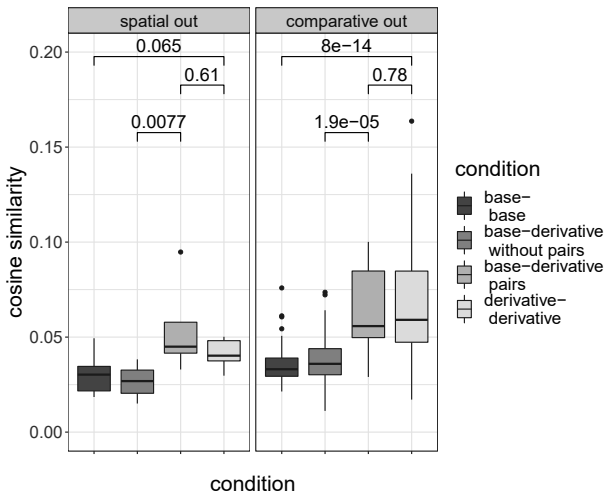 spatial out
comparative out
0.20
0.15
0.10
0.05
0.00
cosine similarity
0.065
0.61
0.0077
8e−14
0.78
1.9e−05
condition
condition
base−
base
base−derivative
without pairs
base−derivative
pairs
derivative−
derivative